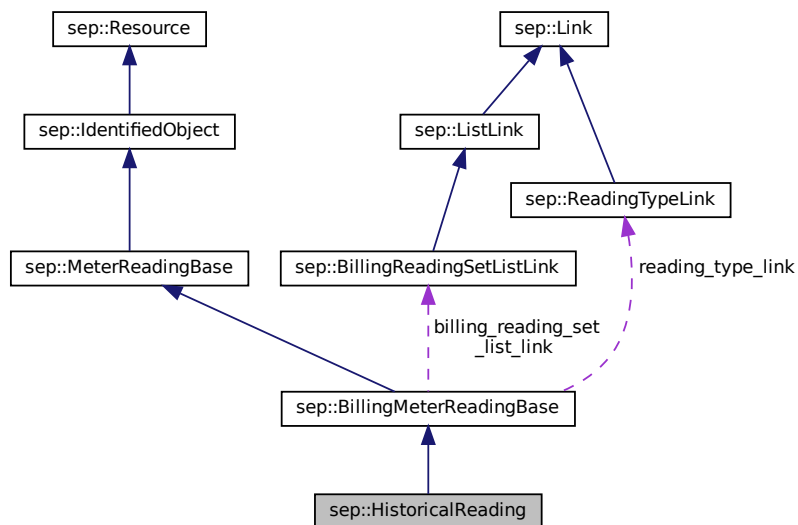 sep::Resource
sep::Link
sep::IdentifiedObject
sep::ListLink
sep::ReadingTypeLink
sep::MeterReadingBase
sep::BillingReadingSetListLink
reading_type_link
billing_reading_set
_list_link
sep::BillingMeterReadingBase
sep::HistoricalReading